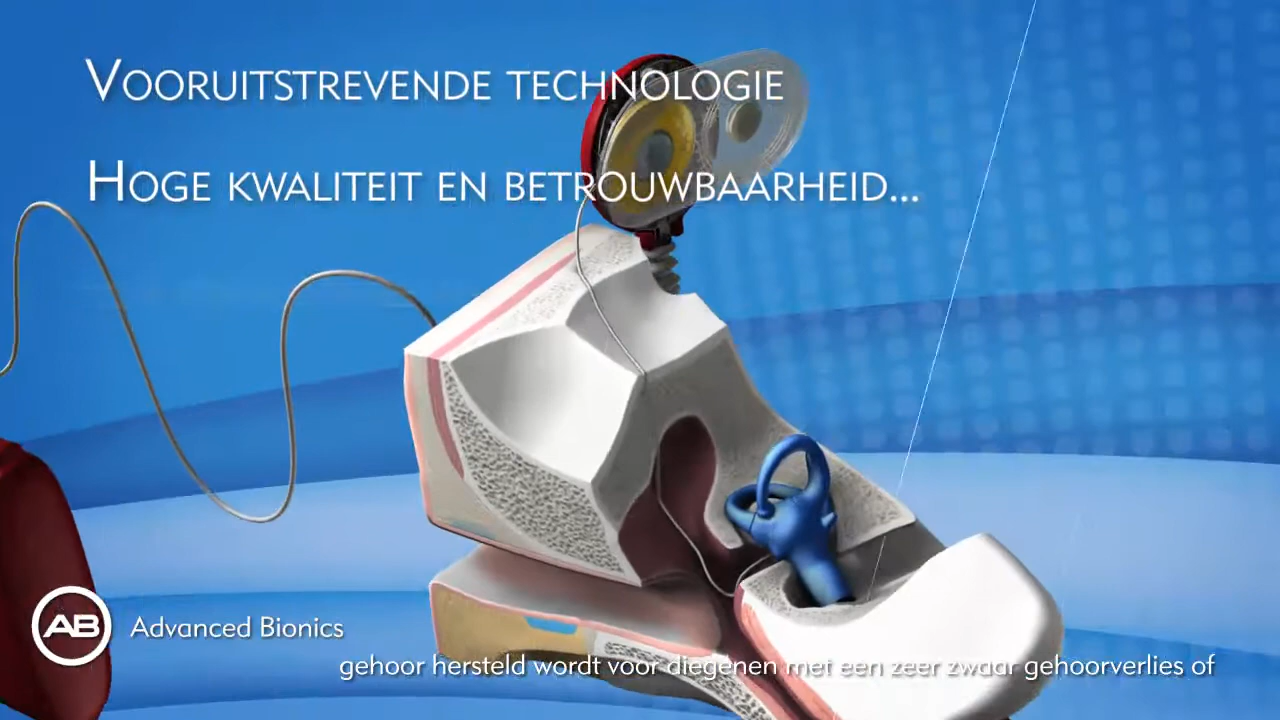 Vooruitstrevende technologie
Hoge kwaliteit en betrouwbaarheid...
AB Advanced Bionics
gehoor hersteld wordt voor diegenen met een zeer zwaar gehoorverlies of